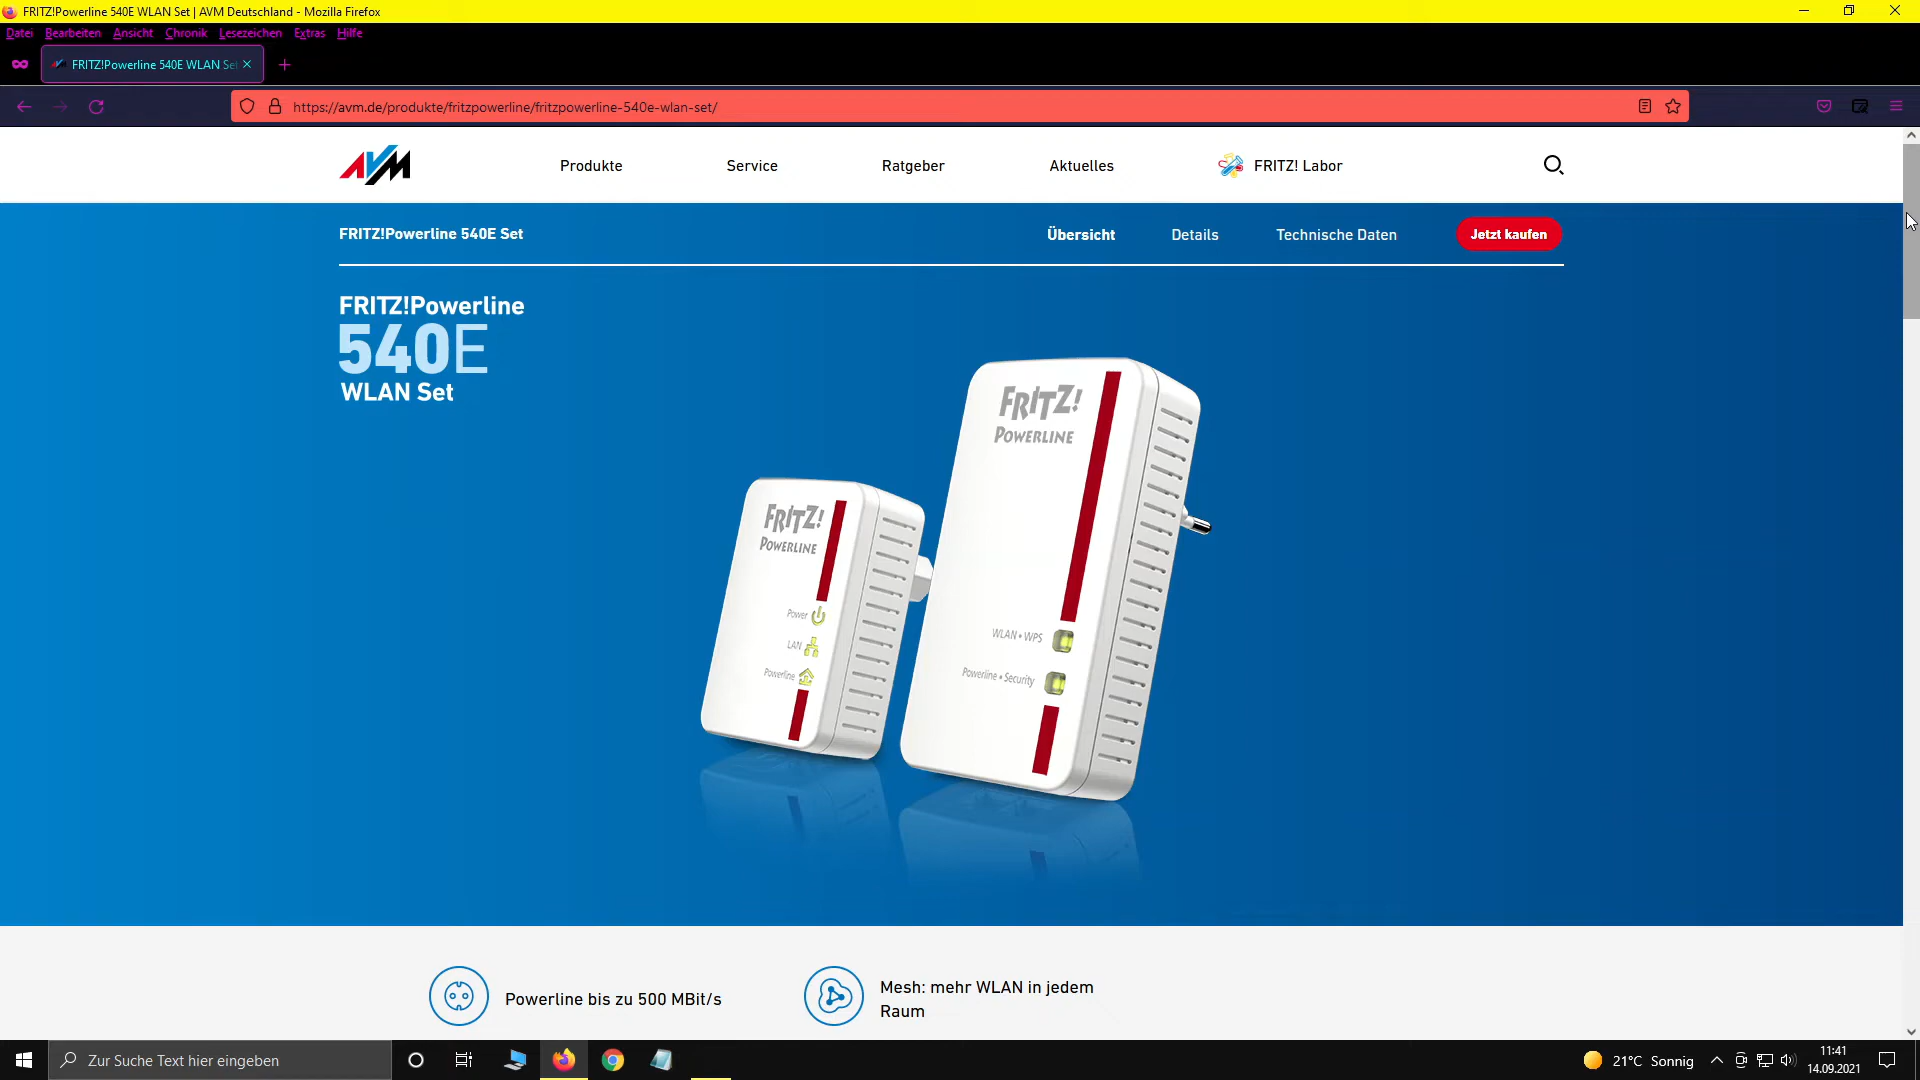 FRITZ!Powerline 540E WLAN Set | AVM Deutschland - Mozilla Firefox
Datei Bearbeiten Ansicht Chronik Lesezeichen Extras Hilfe
FRITZ!Powerline 540E WLAN Set
https://avm.de/produkte/fritzpowerline/fritzpowerline-540e-wlan-set/
AVM Produkte Service Ratgeber Aktuelles FRITZ! Labor
FRITZ!Powerline 540E Set Übersicht Details Technische Daten Jetzt kaufen
FRITZ!Powerline
540E
WLAN Set
FRITZ!
POWERLINE
Power
LAN
Powerline
FRITZ!
POWERLINE
WLAN • WPS
Powerline • Security
Powerline bis zu 500 MBit/s
Mesh: mehr WLAN in jedem
Raum
Zur Suche Text hier eingeben
21°C Sonnig
11:41
14.09.2021